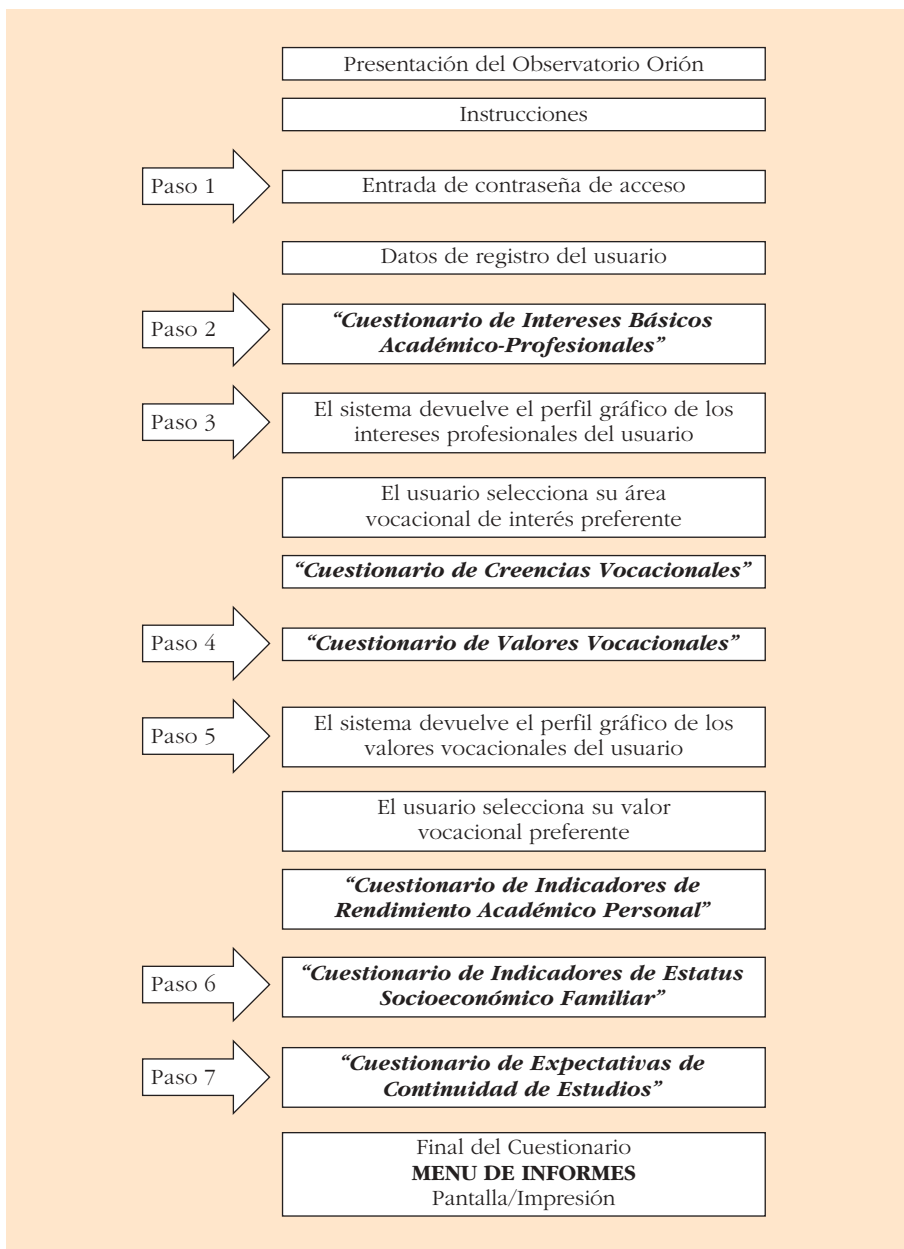 Presentación del Observatorio Orión
Instrucciones
Paso 1
Entrada de contraseña de acceso
Datos de registro del usuario
Paso 2
“Cuestionario de Intereses Básicos
Académico-Profesionales”
Paso 3
El sistema devuelve el perfil gráfico de los
intereses profesionales del usuario
El usuario selecciona su área
vocacional de interés preferente
“Cuestionario de Creencias Vocacionales”
Paso 4
“Cuestionario de Valores Vocacionales”
Paso 5
El sistema devuelve el perfil gráfico de los
valores vocacionales del usuario
El usuario selecciona su valor
vocacional preferente
“Cuestionario de Indicadores de
Rendimiento Académico Personal”
Paso 6
“Cuestionario de Indicadores de Estatus
Socioeconómico Familiar”
Paso 7
“Cuestionario de Expectativas de
Continuidad de Estudios”
Final del Cuestionario
MENU DE INFORMES
Pantalla/Impresión